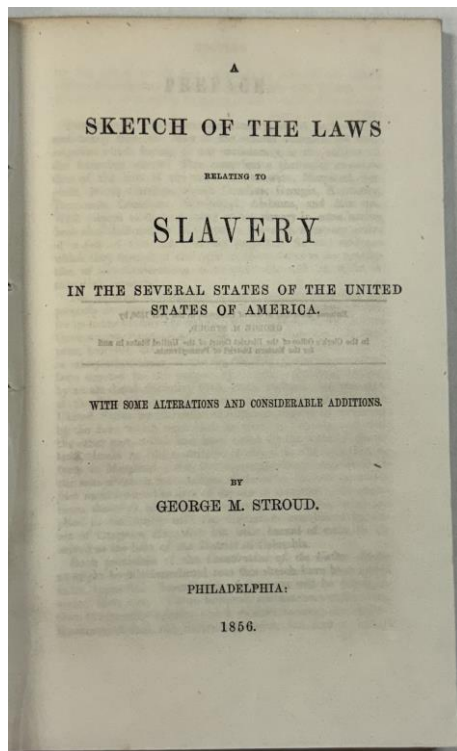 A
SKETCH OF THE LAWS
RELATING TO
SLAVERY
IN THE SEVERAL STATES OF THE UNITED
STATES OF AMERICA.
WITH SOME ALTERATIONS AND CONSIDERABLE ADDITIONS.
BY
GEORGE M. STROUD.
PHILADELPHIA:
1856.